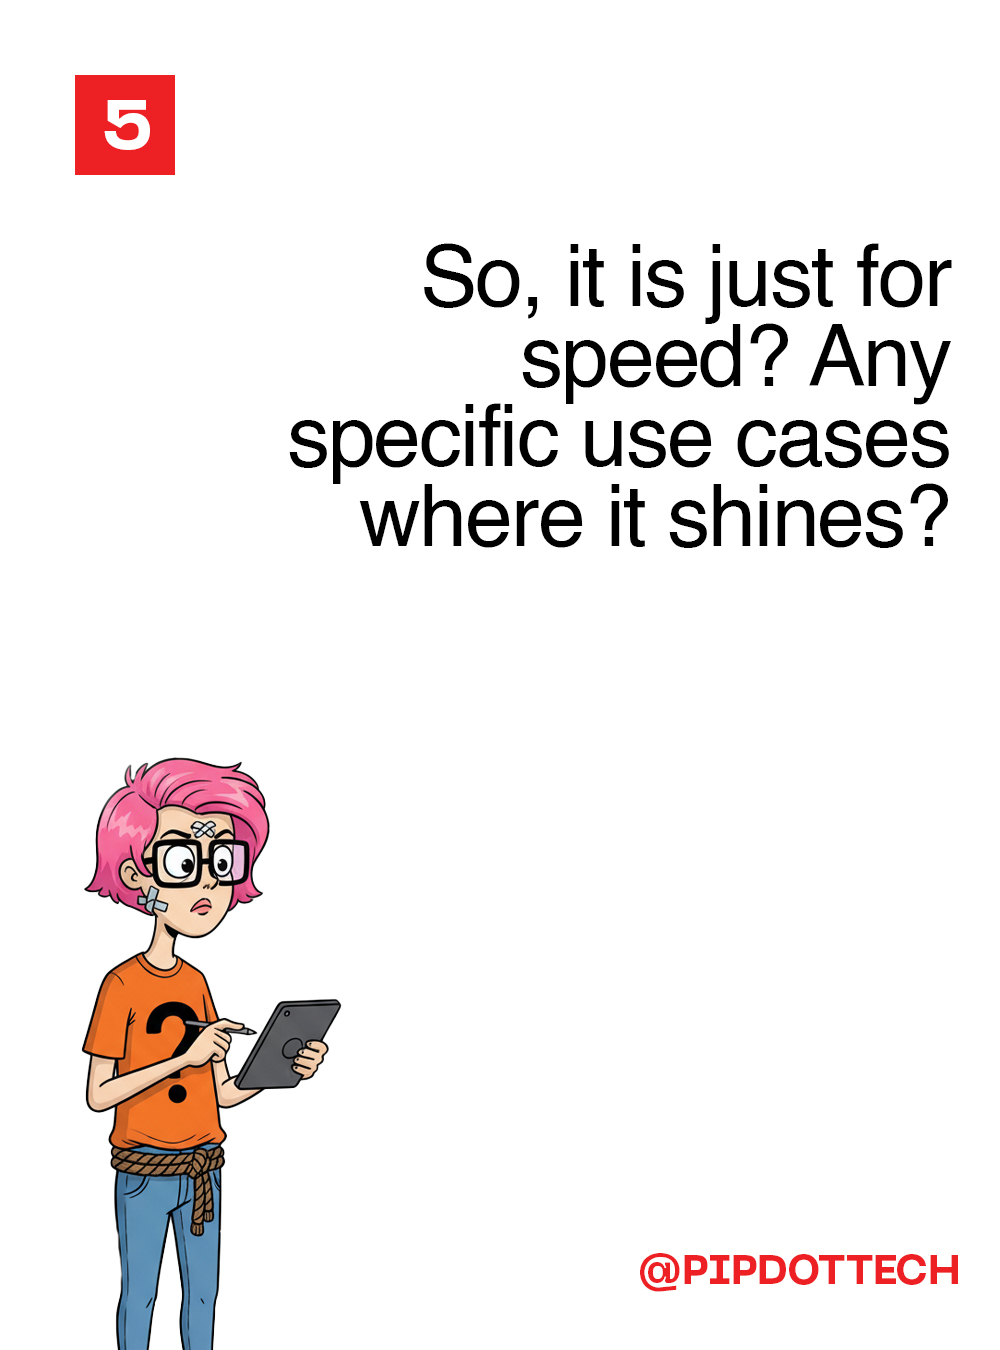 5
So, it is just for
speed? Any
specific use cases
where it shines?
?
@PIPDOTTECH